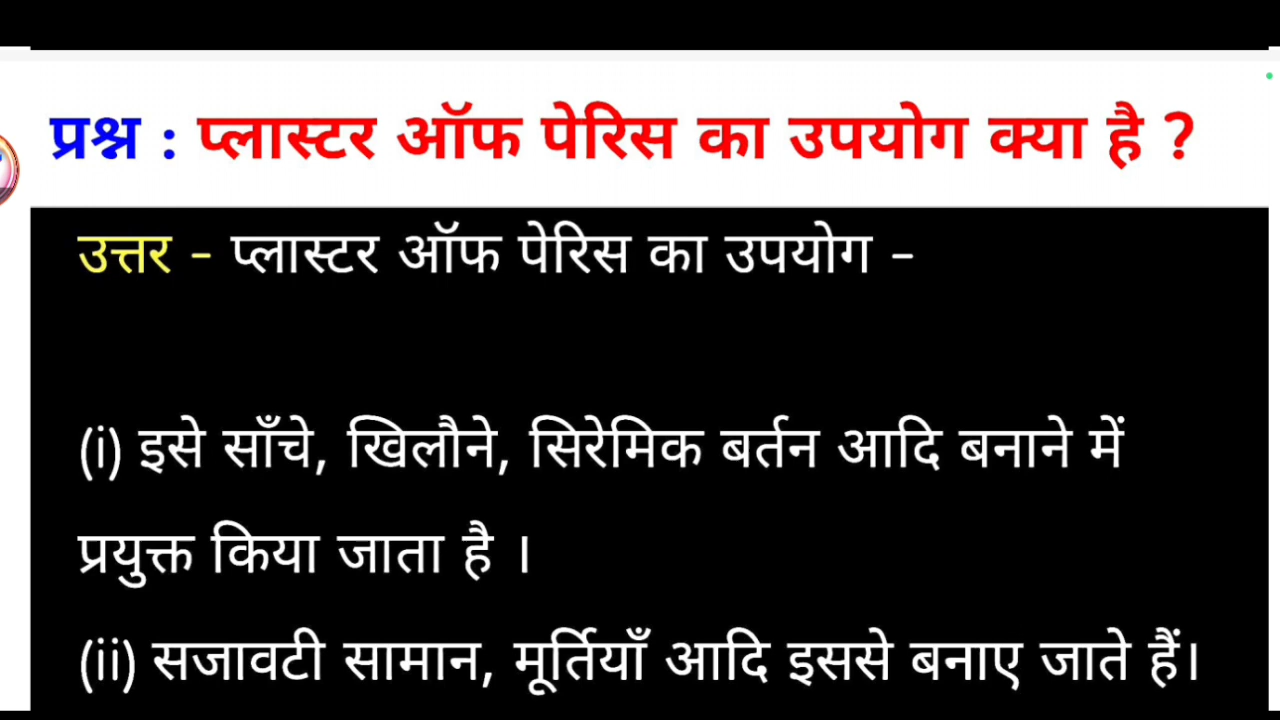 प्रश्न : प्लास्टर ऑफ पेरिस का उपयोग क्या है ?
उत्तर - प्लास्टर ऑफ पेरिस का उपयोग -
(i) इसे साँचे, खिलौने, सिरेमिक बर्तन आदि बनाने में
प्रयुक्त किया जाता है ।
(ii) सजावटी सामान, मूर्तियाँ आदि इससे बनाए जाते हैं।